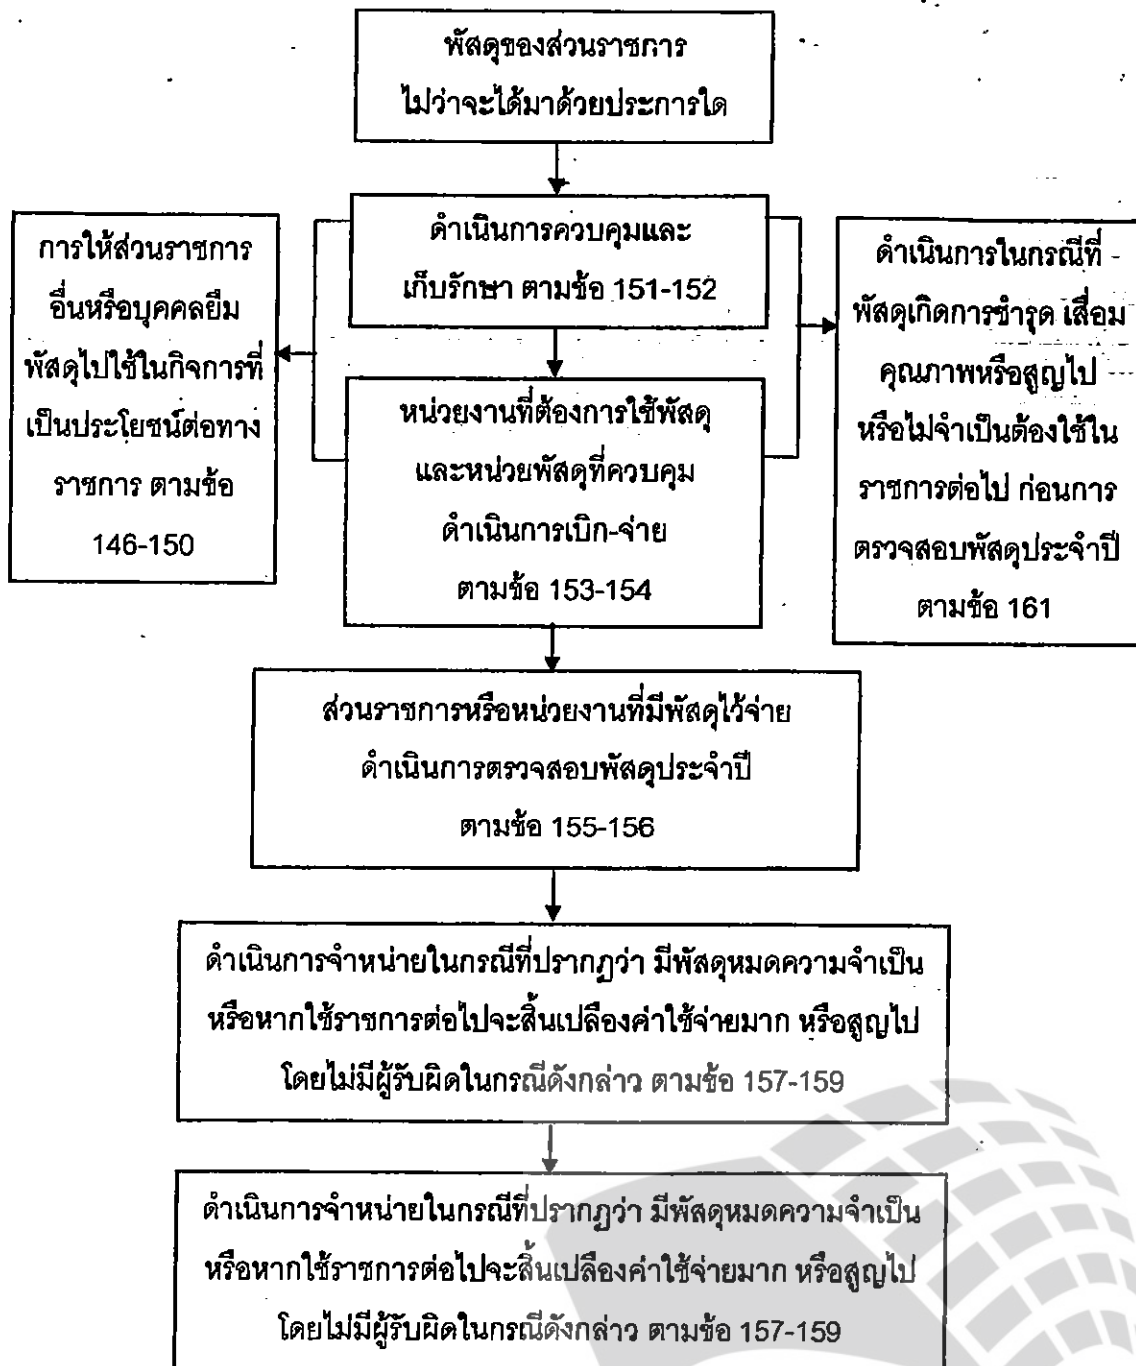 พัสดุของส่วนราชการ
ไม่ว่าจะได้มาด้วยประการใด
ดำเนินการควบคุมและ
เก็บรักษา ตามข้อ 151-152
การให้ส่วนราชการ
อื่นหรือบุคคลยืม
พัสดุไปใช้ในกิจการที่
เป็นประโยชน์ต่อทาง
ราชการ ตามข้อ
146-150
หน่วยงานที่ต้องการใช้พัสดุ
และหน่วยพัสดุที่ควบคุม
ดำเนินการเบิก-จ่าย
ตามข้อ 153-154
ดำเนินการในกรณีที่
พัสดุเกิดการชำรุด เสื่อม
คุณภาพหรือสูญไป
หรือไม่จำเป็นต้องใช้ใน
ราชการต่อไป ก่อนการ
ตรวจสอบพัสดุประจำปี
ตามข้อ 161
ส่วนราชการหรือหน่วยงานที่มีพัสดุไว้จ่าย
ดำเนินการตรวจสอบพัสดุประจำปี
ตามข้อ 155-156
ดำเนินการจำหน่ายในกรณีที่ปรากฏว่า มีพัสดุหมดความจำเป็น
หรือหากใช้ราชการต่อไปจะสิ้นเปลืองค่าใช้จ่ายมาก หรือสูญไป
โดยไม่มีผู้รับผิดในกรณีดังกล่าว ตามข้อ 157-159
ดำเนินการจำหน่ายในกรณีที่ปรากฏว่า มีพัสดุหมดความจำเป็น
หรือหากใช้ราชการต่อไปจะสิ้นเปลืองค่าใช้จ่ายมาก หรือสูญไป
โดยไม่มีผู้รับผิดในกรณีดังกล่าว ตามข้อ 157-159